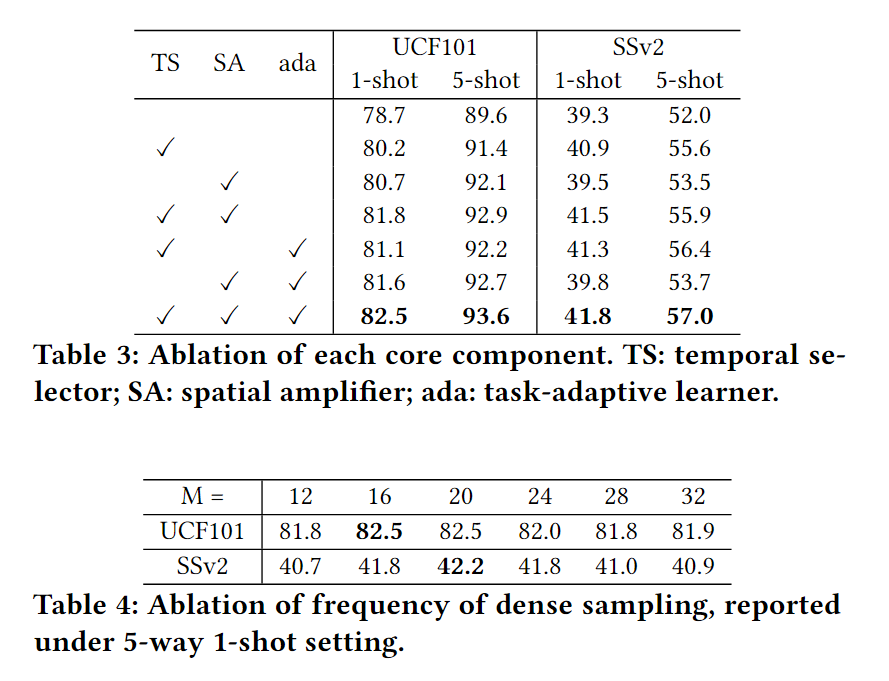 TS SA ada UCF101 SSv2
1-shot 5-shot 1-shot 5-shot
78.7 89.6 39.3 52.0
✓ 80.2 91.4 40.9 55.6
✓ 80.7 92.1 39.5 53.5
✓ ✓ 81.8 92.9 41.5 55.9
✓ ✓ 81.1 92.2 41.3 56.4
✓ ✓ 81.6 92.7 39.8 53.7
✓ ✓ ✓ 82.5 93.6 41.8 57.0
Table 3: Ablation of each core component. TS: temporal se-
lector; SA: spatial amplifier; ada: task-adaptive learner.
M = 12 16 20 24 28 32
UCF101 81.8 82.5 82.5 82.0 81.8 81.9
SSv2 40.7 41.8 42.2 41.8 41.0 40.9
Table 4: Ablation of frequency of dense sampling, reported
under 5-way 1-shot setting.